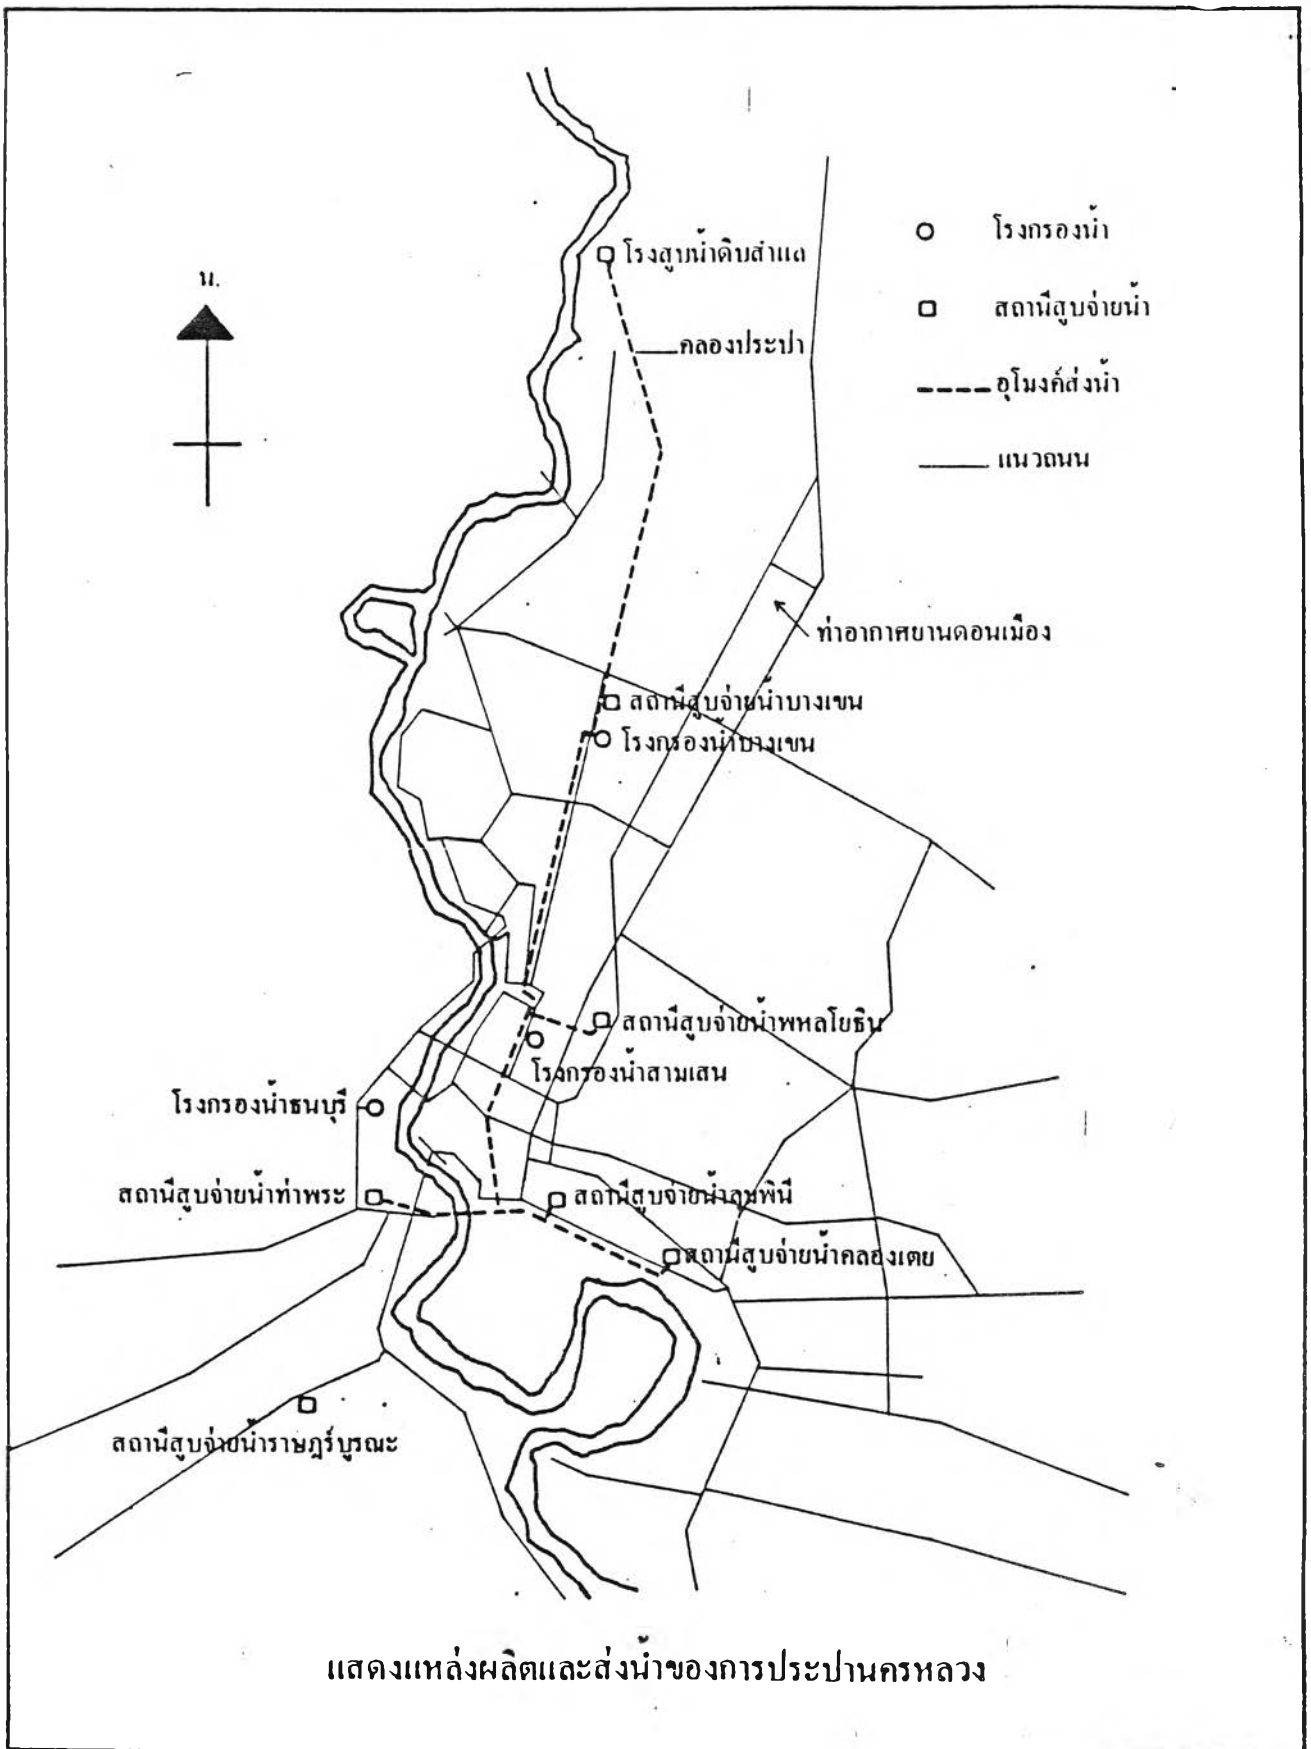 โรงกรองน้ำ
โรงสูบน้ำดิบสำแล
น.
สถานีสูบจ่ายน้ำ
คลองประปา
อุโมงค์ส่งน้ำ
แนวถนน
ท่าอากาศยานดอนเมือง
สถานีสูบจ่ายน้ำบางเขน
โรงกรองน้ำบางเขน
สถานีสูบจ่ายน้ำพหลโยธิน
โรงกรองน้ำสามเสน
โรงกรองน้ำธนบุรี
สถานีสูบจ่ายน้ำท่าพระ
สถานีสูบจ่ายน้ำลุมพินี
สถานีสูบจ่ายน้ำคลองเตย
สถานีสูบจ่ายน้ำราษฎร์บูรณะ
แสดงแหล่งผลิตและส่งน้ำของการประปานครหลวง